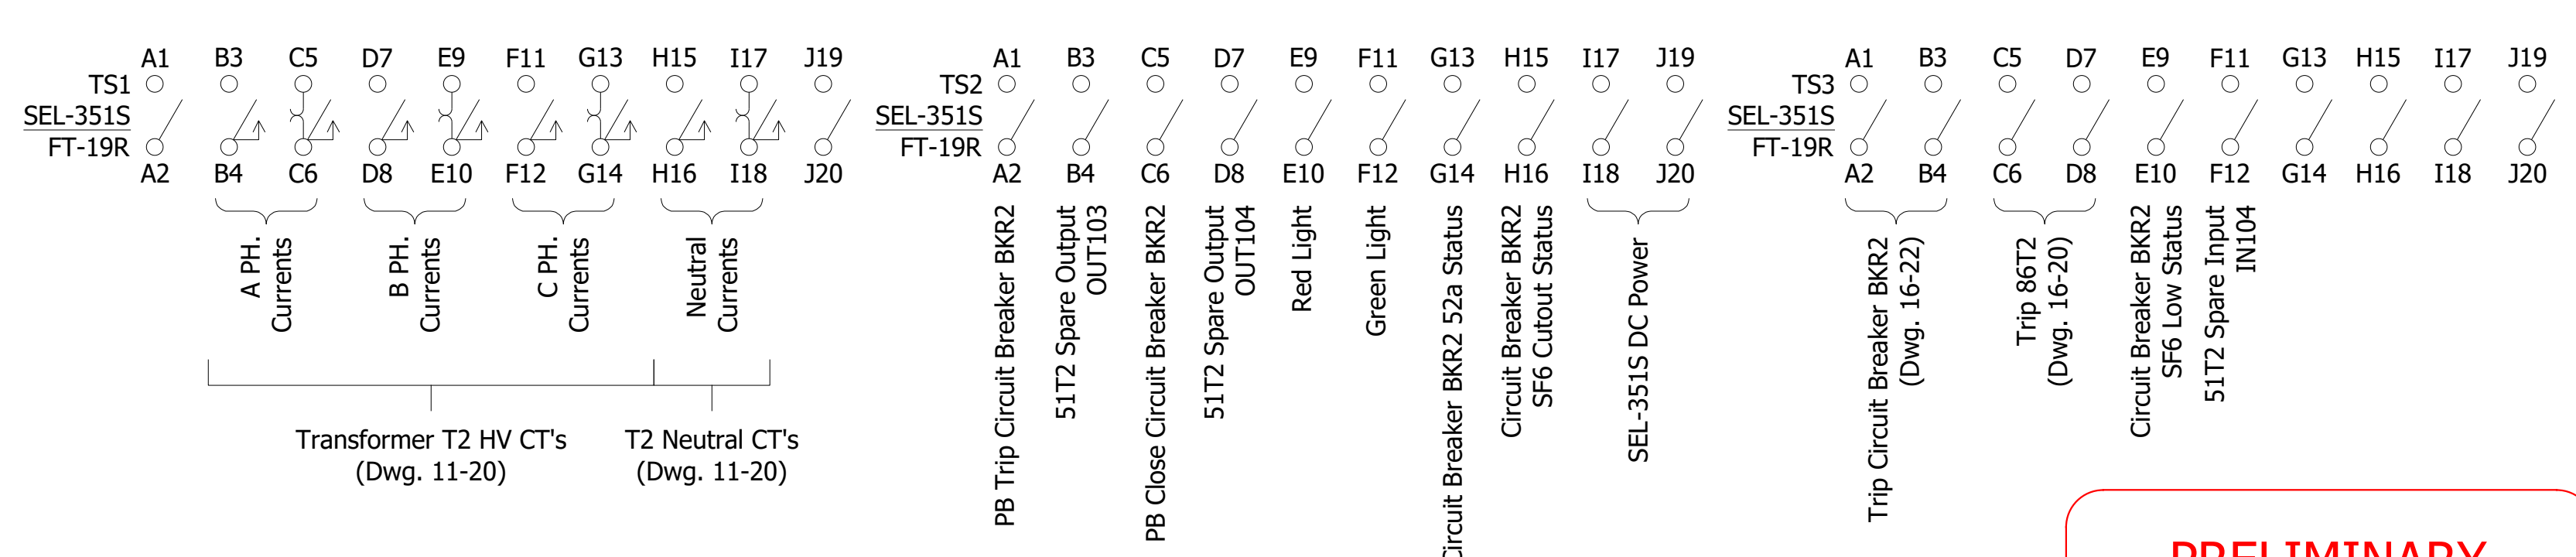 A1 B3 C5 D7 E9 F11 G13 H15 I17 J19
TS1
SEL-351S
FT-19R
A2 B4 C6 D8 E10 F12 G14 H16 I18 J20
A PH.
Currents
B PH.
Currents
C PH.
Currents
Neutral
Currents
Transformer T2 HV CT's
(Dwg. 11-20)
T2 Neutral CT's
(Dwg. 11-20)
A1 B3 C5 D7 E9 F11 G13 H15 I17 J19
TS2
SEL-351S
FT-19R
A2 B4 C6 D8 E10 F12 G14 H16 I18 J20
PB Trip Circuit Breaker BKR2
51T2 Spare Output
OUT103
PB Close Circuit Breaker BKR2
51T2 Spare Output
OUT104
Red Light
Green Light
Circuit Breaker BKR2 52a Status
Circuit Breaker BKR2
SF6 Cutout Status
SEL-351S DC Power
A1 B3 C5 D7 E9 F11 G13 H15 I17 J19
TS3
SEL-351S
FT-19R
A2 B4 C6 D8 E10 F12 G14 H16 I18 J20
Trip Circuit Breaker BKR2
(Dwg. 16-22)
Trip 86T2
(Dwg. 16-20)
Circuit Breaker BKR2
SF6 Low Status
51T2 Spare Input
IN104
PRELIMINARY